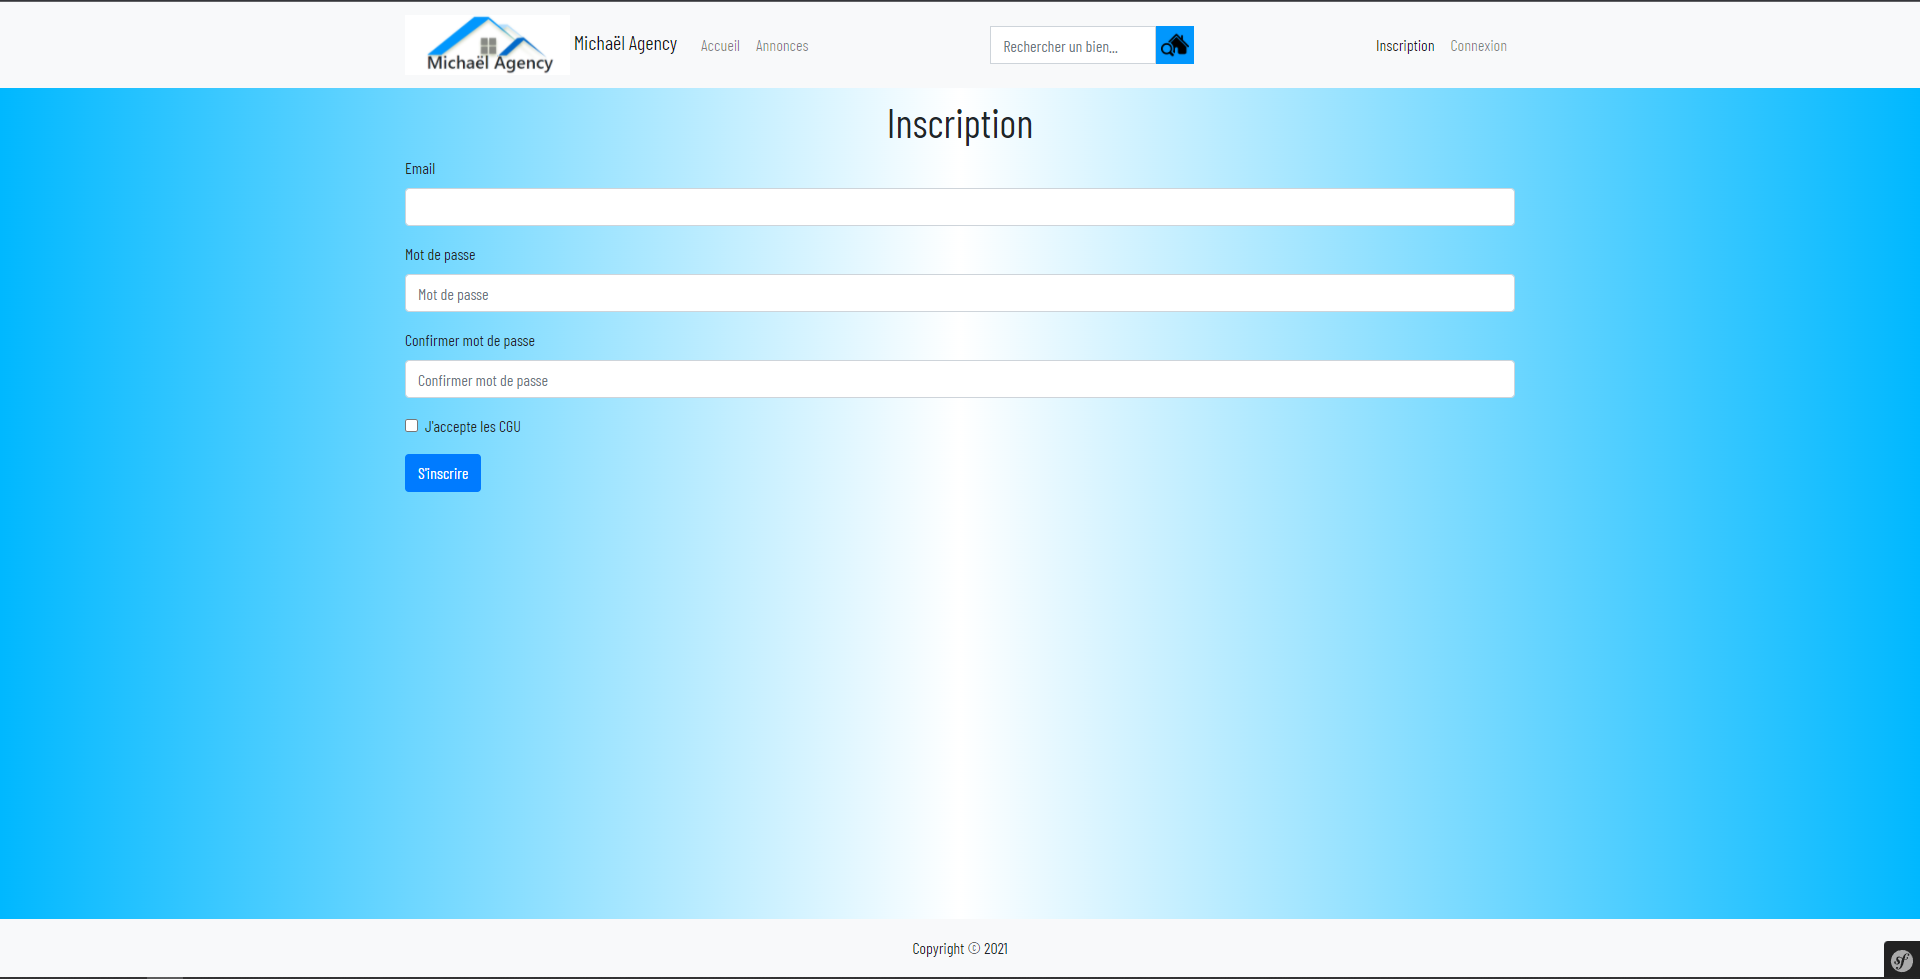 Michaël Agency
Michaël Agency
Accueil
Annonces
Rechercher un bien...
Inscription
Connexion
Inscription
Email
Mot de passe
Mot de passe
Confirmer mot de passe
Confirmer mot de passe
J'accepte les CGU
S'inscrire
Copyright © 2021
sf